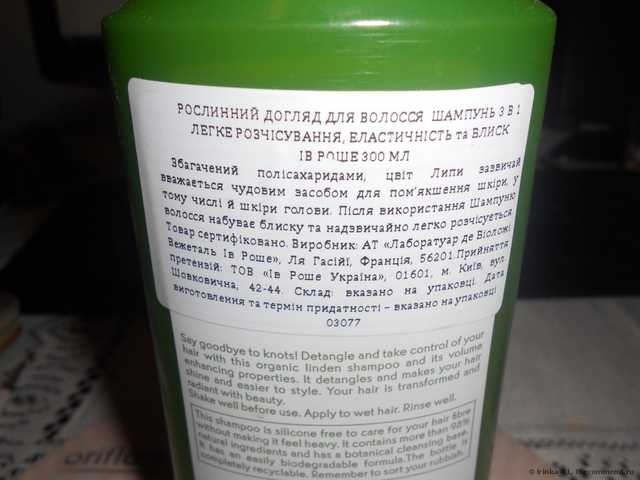 РОСЛИННИЙ ДОГЛЯД ДЛЯ ВОЛОССЯ ШАМПУНЬ 3 В 1
ЛЕГКЕ РОЗЧІСУВАННЯ, ЕЛАСТИЧНІСТЬ та БЛИСК
ІВ РОШЕ 300 МЛ
Збагачений полісахаридами, цвіт Липи зазвичай
вважається чудовим засобом для пом'якшення шкіри, у
тому числі й шкіри голови. Після використання Шампуню
волосся набуває блиску та надзвичайно легко розчісується.
Товар сертифіковано. Виробник: АТ «Лаборатуар де Біоложі
Вежеталь Ів Роше», Ля Гасійї, Франція, 56201.Прийняття
претензій: ТОВ «Ів Роше Україна», 01601, м. Київ, вул.
Шовковична, 42-44. Склад: вказано на упаковці. Дата
виготовлення та термін придатності – вказано на упаковці
03077
Say goodbye to knots! Detangle and take control of your
hair with this organic linden shampoo and its volume
enhancing properties. It detangles and makes your hair
shine and easier to style. Your hair is transformed and
radiant with beauty.
Shake well before use. Apply to wet hair. Rinse well.
This shampoo is silicone free to care for your hair fibre
without making it feel heavy. It contains more than 98%
natural ingredients and has a botanical cleansing base.
It has an easily biodegradable formula.The bottle is
completely recyclable. Remember to sort your rubbish.